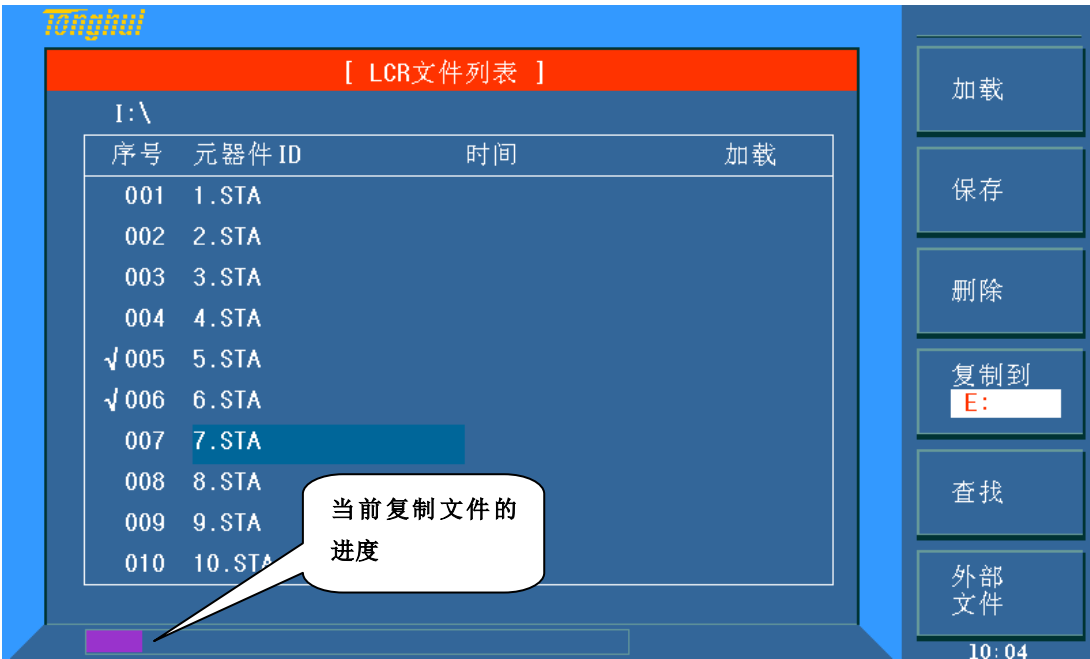 Tonghui
[ LCR文件列表 ]
I:\
序号 元器件ID 时间 加载
001 1.STA
002 2.STA
003 3.STA
004 4.STA
√005 5.STA
√006 6.STA
007 7.STA
008 8.STA
009 9.STA
010 10.STA
当前复制文件的
进度
加载
保存
删除
复制到
E:
查找
外部
文件
10:04